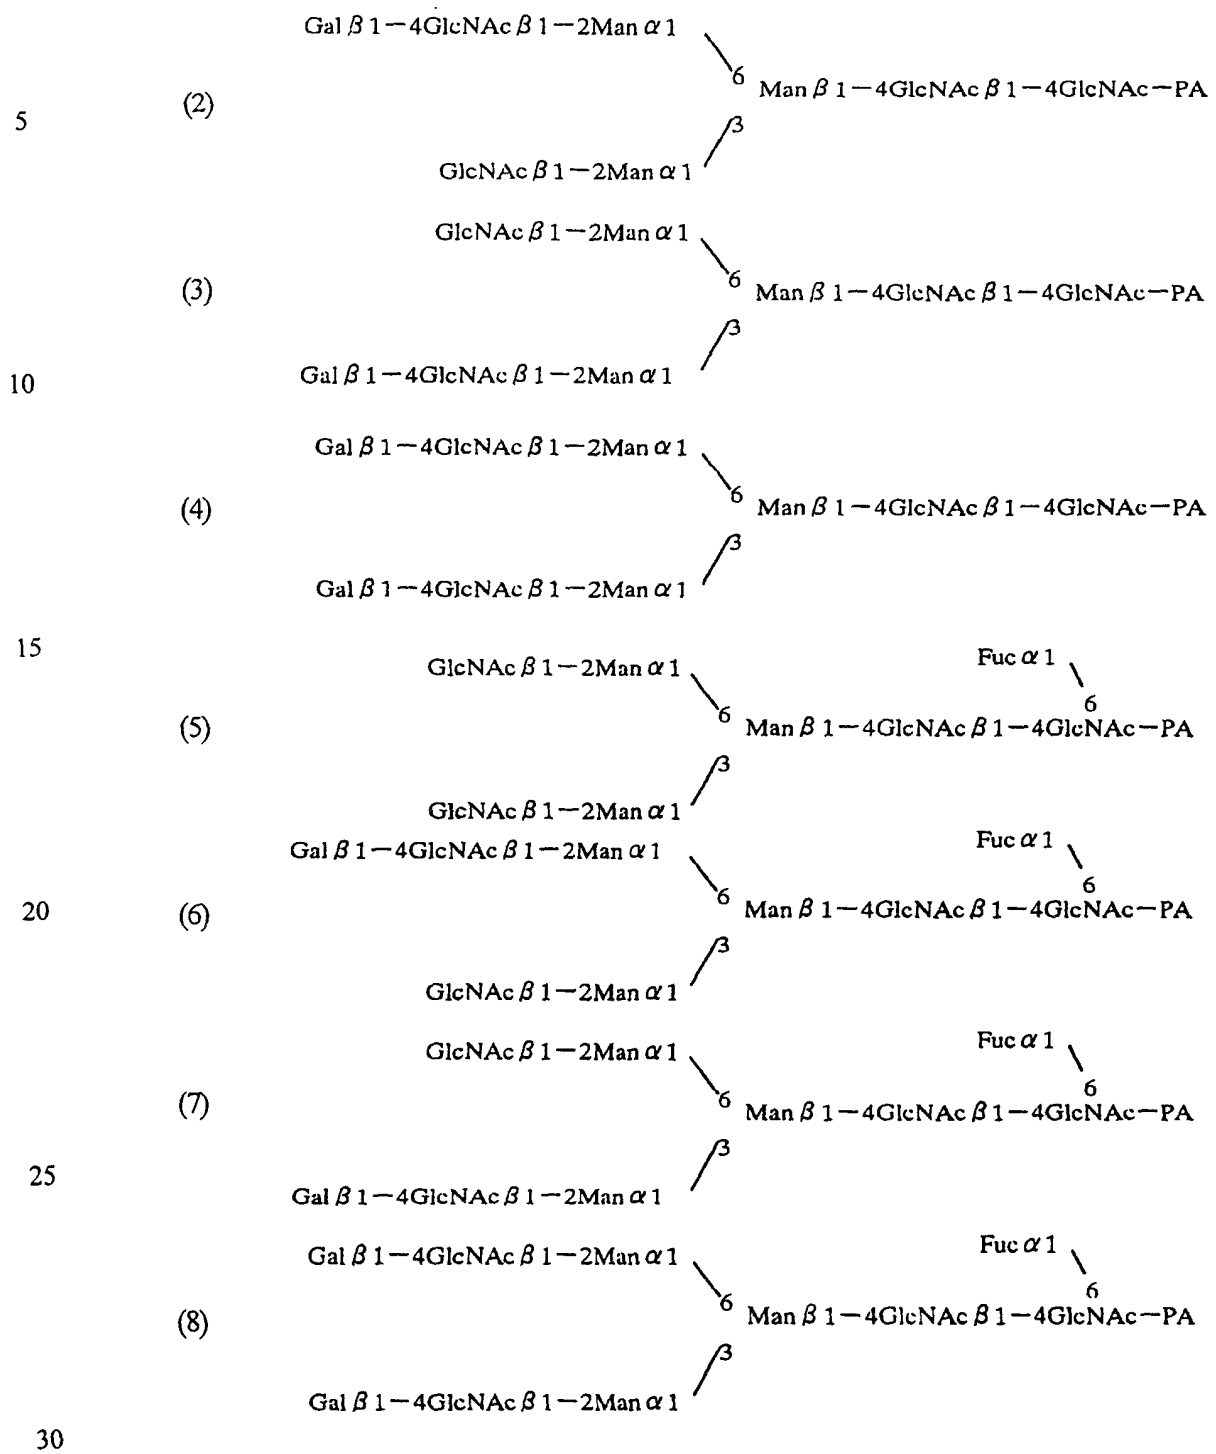 Gal β 1－4GlcNAc β 1－2Man α 1
6
Man β 1－4GlcNAc β 1－4GlcNAc－PA
(2)
5
3
GlcNAc β 1－2Man α 1
GlcNAc β 1－2Man α 1
6
Man β 1－4GlcNAc β 1－4GlcNAc－PA
(3)
3
Gal β 1－4GlcNAc β 1－2Man α 1
10
Gal β 1－4GlcNAc β 1－2Man α 1
6
Man β 1－4GlcNAc β 1－4GlcNAc－PA
(4)
3
Gal β 1－4GlcNAc β 1－2Man α 1
15
Fuc α 1
GlcNAc β 1－2Man α 1
6
6
Man β 1－4GlcNAc β 1－4GlcNAc－PA
(5)
3
GlcNAc β 1－2Man α 1
Fuc α 1
Gal β 1－4GlcNAc β 1－2Man α 1
6
6
Man β 1－4GlcNAc β 1－4GlcNAc－PA
20
(6)
3
GlcNAc β 1－2Man α 1
Fuc α 1
GlcNAc β 1－2Man α 1
6
6
Man β 1－4GlcNAc β 1－4GlcNAc－PA
(7)
3
25
Gal β 1－4GlcNAc β 1－2Man α 1
Fuc α 1
Gal β 1－4GlcNAc β 1－2Man α 1
6
6
Man β 1－4GlcNAc β 1－4GlcNAc－PA
(8)
3
Gal β 1－4GlcNAc β 1－2Man α 1
30